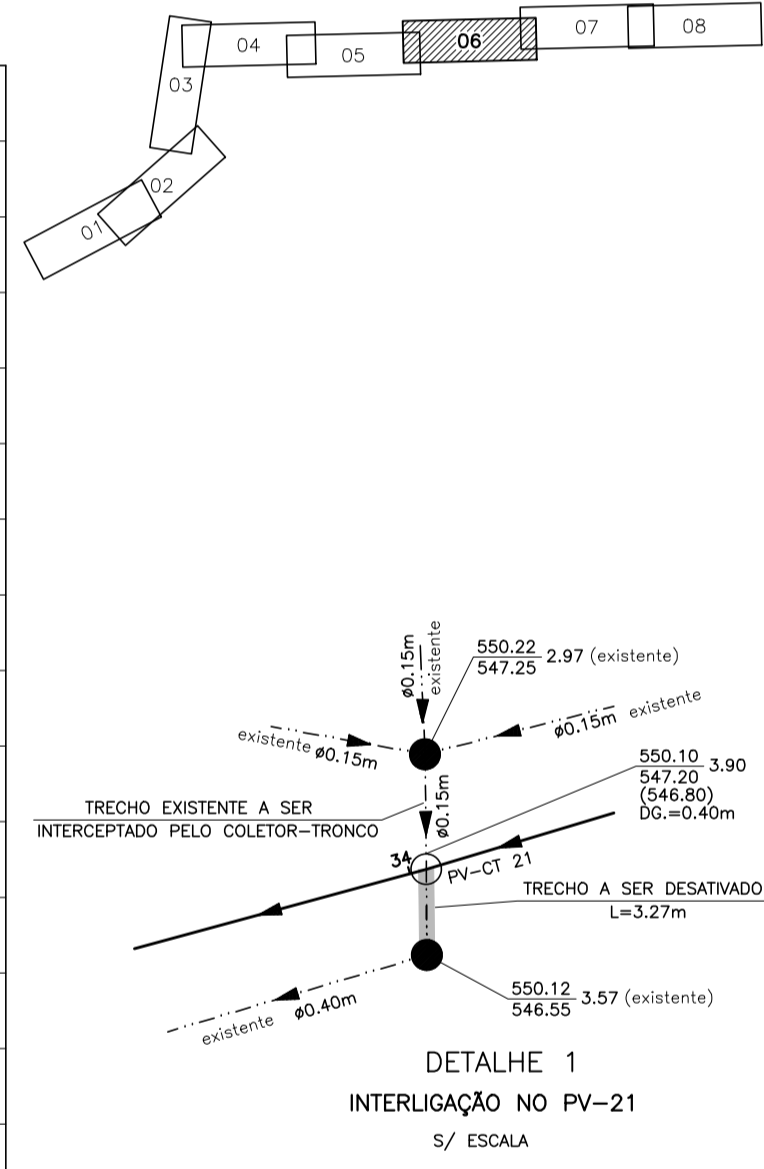 04
05
06
07
08
03
02
01
ø0.15m
existente
550.22
547.25
2.97 (existente)
existente ø0.15m
ø0.15m existente
550.10
547.20
3.90
(546.80)
DG.=0.40m
TRECHO EXISTENTE A SER
INTERCEPTADO PELO COLETOR-TRONCO
ø0.15m
34
PV-CT 21
TRECHO A SER DESATIVADO
L=3.27m
existente ø0.40m
550.12
546.55
3.57 (existente)
DETALHE 1
INTERLIGAÇÃO NO PV-21
S/ ESCALA